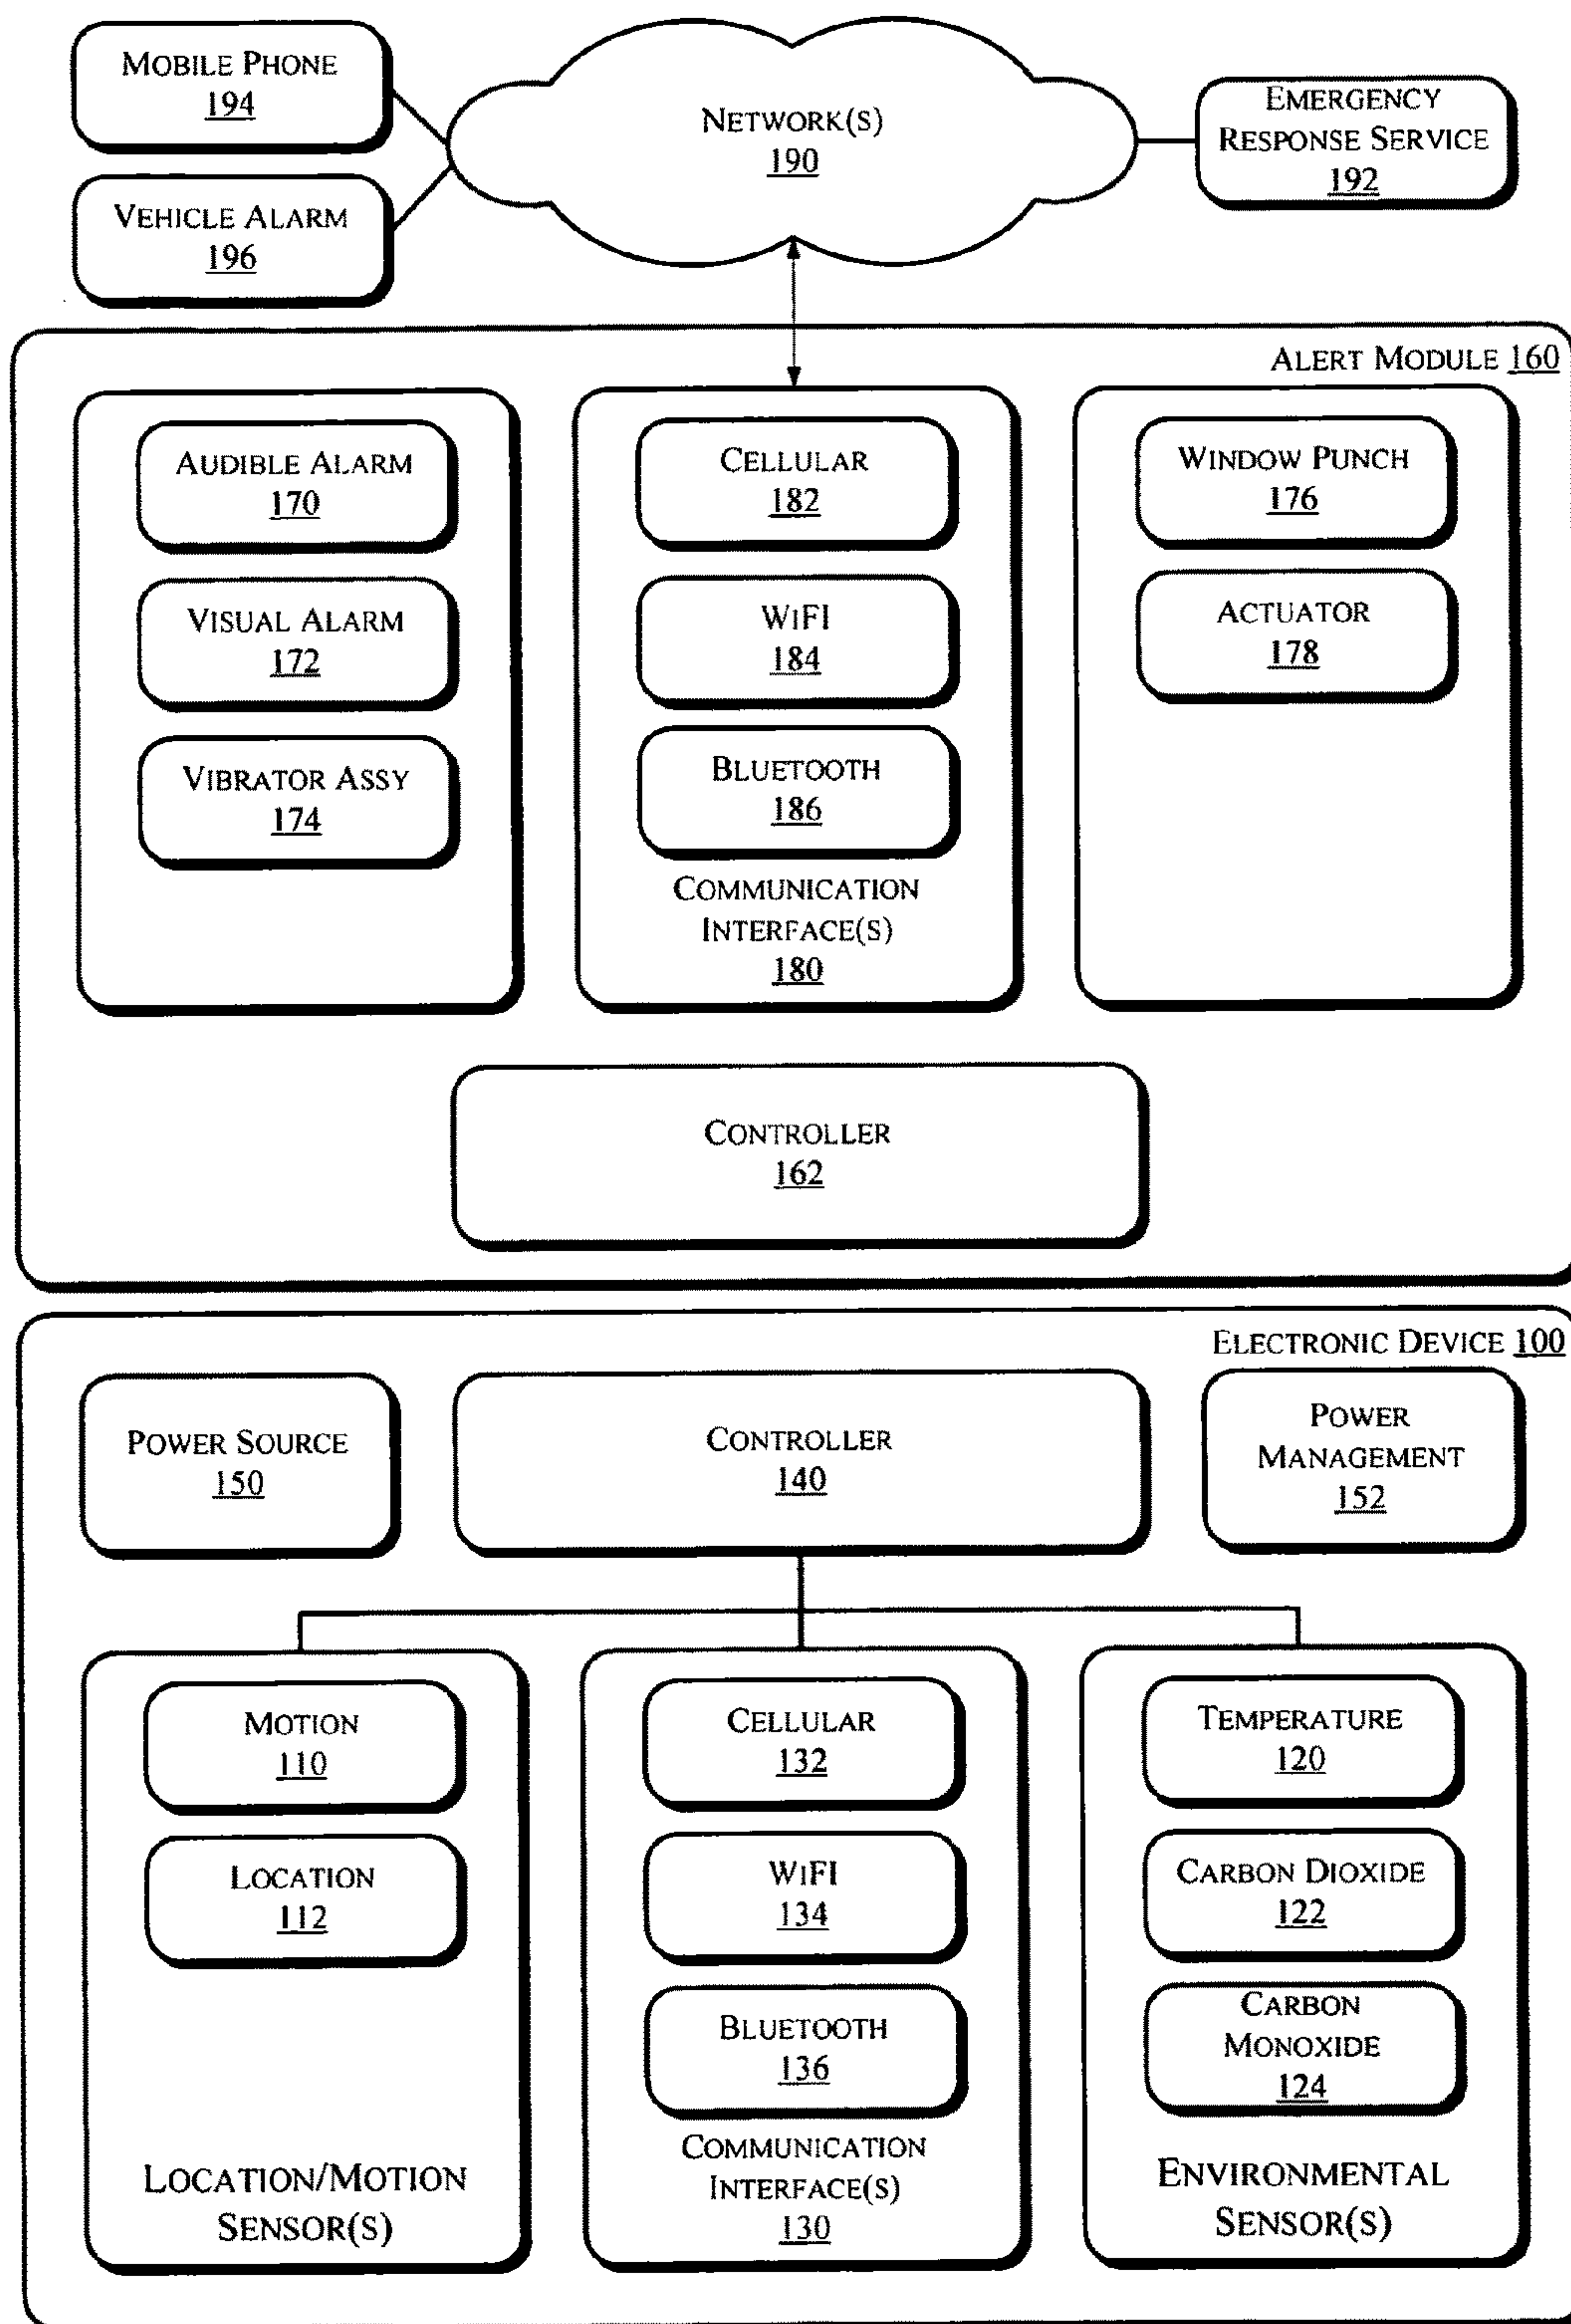 MOBILE PHONE
194
VEHICLE ALARM
196
NETWORK(S)
190
EMERGENCY
RESPONSE SERVICE
192
ALERT MODULE 160
AUDIBLE ALARM
170
VISUAL ALARM
172
VIBRATOR ASSY
174
CELLULAR
182
WIFI
184
BLUETOOTH
186
COMMUNICATION
INTERFACE(S)
180
WINDOW PUNCH
176
ACTUATOR
178
CONTROLLER
162
ELECTRONIC DEVICE 100
POWER SOURCE
150
CONTROLLER
140
POWER
MANAGEMENT
152
MOTION
110
LOCATION
112
LOCATION/MOTION
SENSOR(S)
CELLULAR
132
WIFI
134
BLUETOOTH
136
COMMUNICATION
INTERFACE(S)
130
TEMPERATURE
120
CARBON DIOXIDE
122
CARBON
MONOXIDE
124
ENVIRONMENTAL
SENSOR(S)